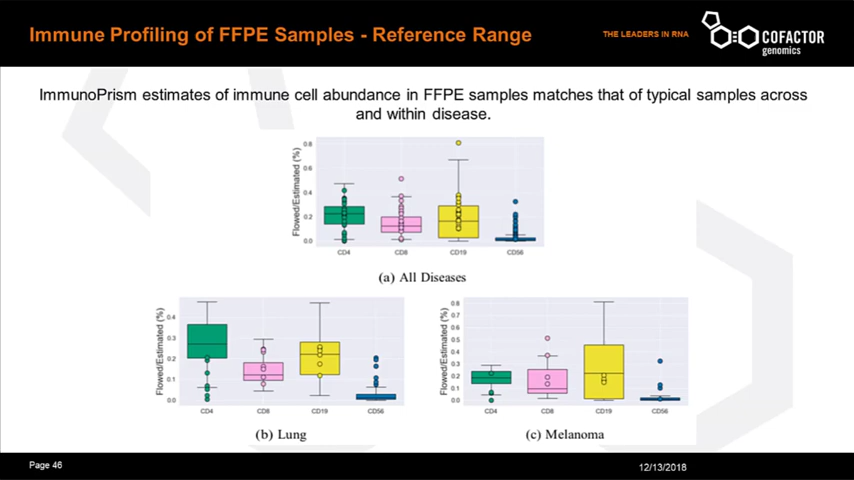 Immune Profiling of FFPE Samples - Reference Range
THE LEADERS IN RNA
COFACTOR
genomics
ImmunoPrism estimates of immune cell abundance in FFPE samples matches that of typical samples across
and within disease.
Flowed/Estimated (%)
0.8
0.6
0.4
0.2
0.0
CD4 CD8 CD19 CD56
(a) All Diseases
Flowed/Estimated (%)
0.4
0.3
0.2
0.1
0.0
CD4 CD8 CD19 CD56
(b) Lung
Flowed/Estimated (%)
0.8
0.7
0.6
0.5
0.4
0.3
0.2
0.1
0.0
CD4 CD8 CD19 CD56
(c) Melanoma
Page 46
12/13/2018